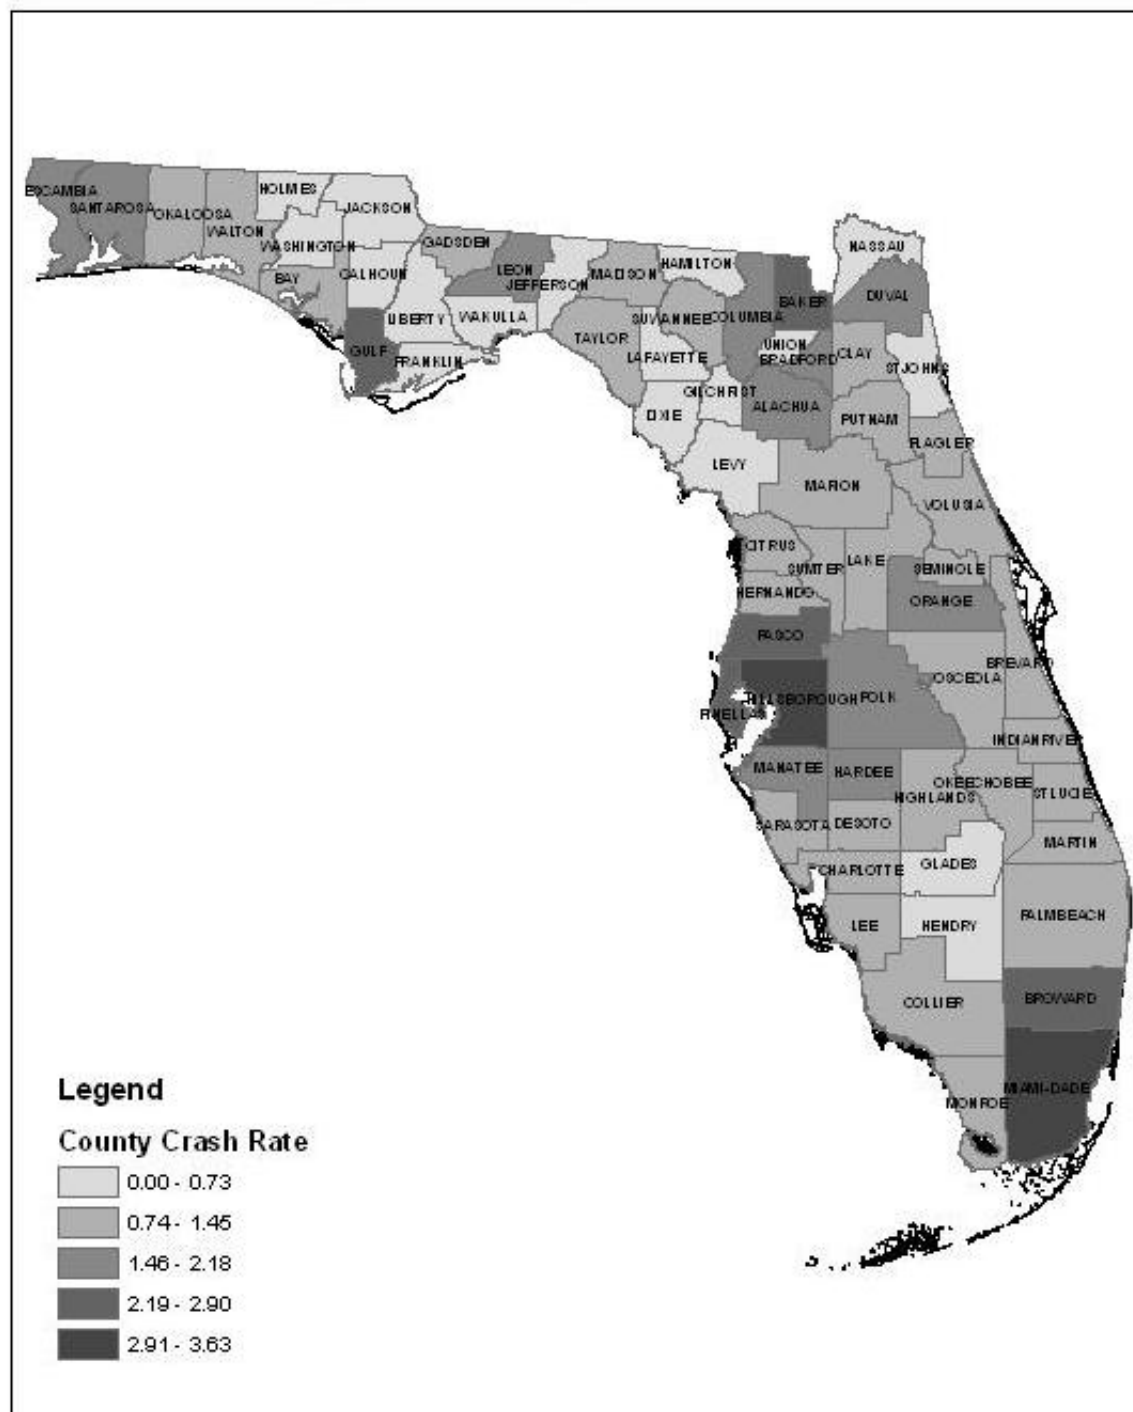 HOLMES
JACKSON
ESCAMBIA
SANTAROSA
OKALOOSA
WALTON
WASHINGTON
GADSDEN
NASSAU
CALHOUN
BAY
LEON
JEFFERSON
MADISON
HAMILTON
BAKER
DUVAL
LIBERTY
WAKULLA
SUWANNEE
COLUMBIA
TAYLOR
UNION
BRADFORD
CLAY
GULF
FRANKLIN
LAFAYETTE
ST JOHNS
GILCHRIST
DIXIE
ALACHUA
PUTNAM
FLAGLER
LEVY
MARION
VOLUSIA
CITRUS
SUMTER
LAKE
SEMINOLE
HERNANDO
ORANGE
PASCO
BREVARD
OSCEOLA
HILLSBOROUGH
POLK
PINELLAS
INDIAN RIVER
MANATEE
HARDEE
OKEECHOBEE
HIGHLANDS
ST LUCIE
SARASOTA
DESOTO
MARTIN
CHARLOTTE
GLADES
PALM BEACH
LEE
HENDRY
COLLIER
BROWARD
MIAMI-DADE
MONROE
Legend
County Crash Rate
0.00 - 0.73
0.74 - 1.45
1.46 - 2.18
2.19 - 2.90
2.91 - 3.63